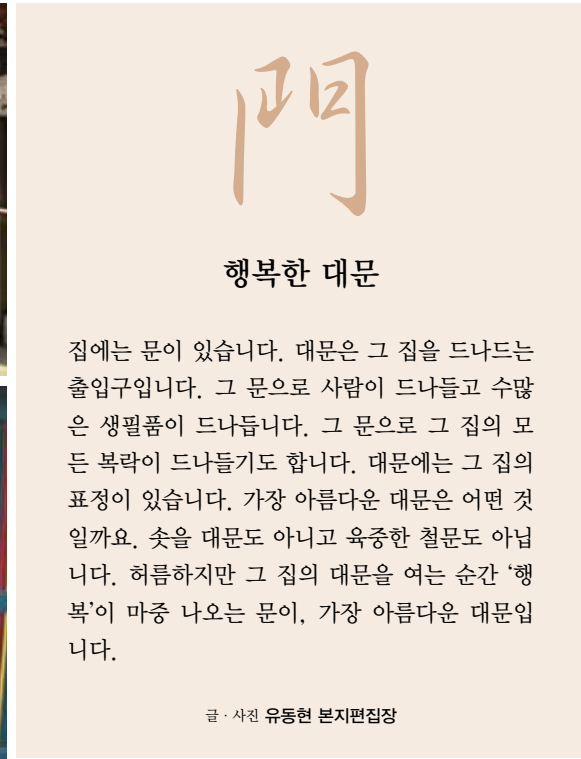 門
행복한 대문
집에는 문이 있습니다. 대문은 그 집을 드나드는
출입구입니다. 그 문으로 사람이 드나들고 수많
은 생필품이 드나듭니다. 그 문으로 그 집의 모
든 복락이 드나들기도 합니다. 대문에는 그 집의
표정이 있습니다. 가장 아름다운 대문은 어떤 것
일까요. 솟을 대문도 아니고 육중한 철문도 아닙
니다. 허름하지만 그 집의 대문을 여는 순간 ‘행
복’이 마중 나오는 문이, 가장 아름다운 대문입
니다.
글 · 사진 유동현 본지편집장